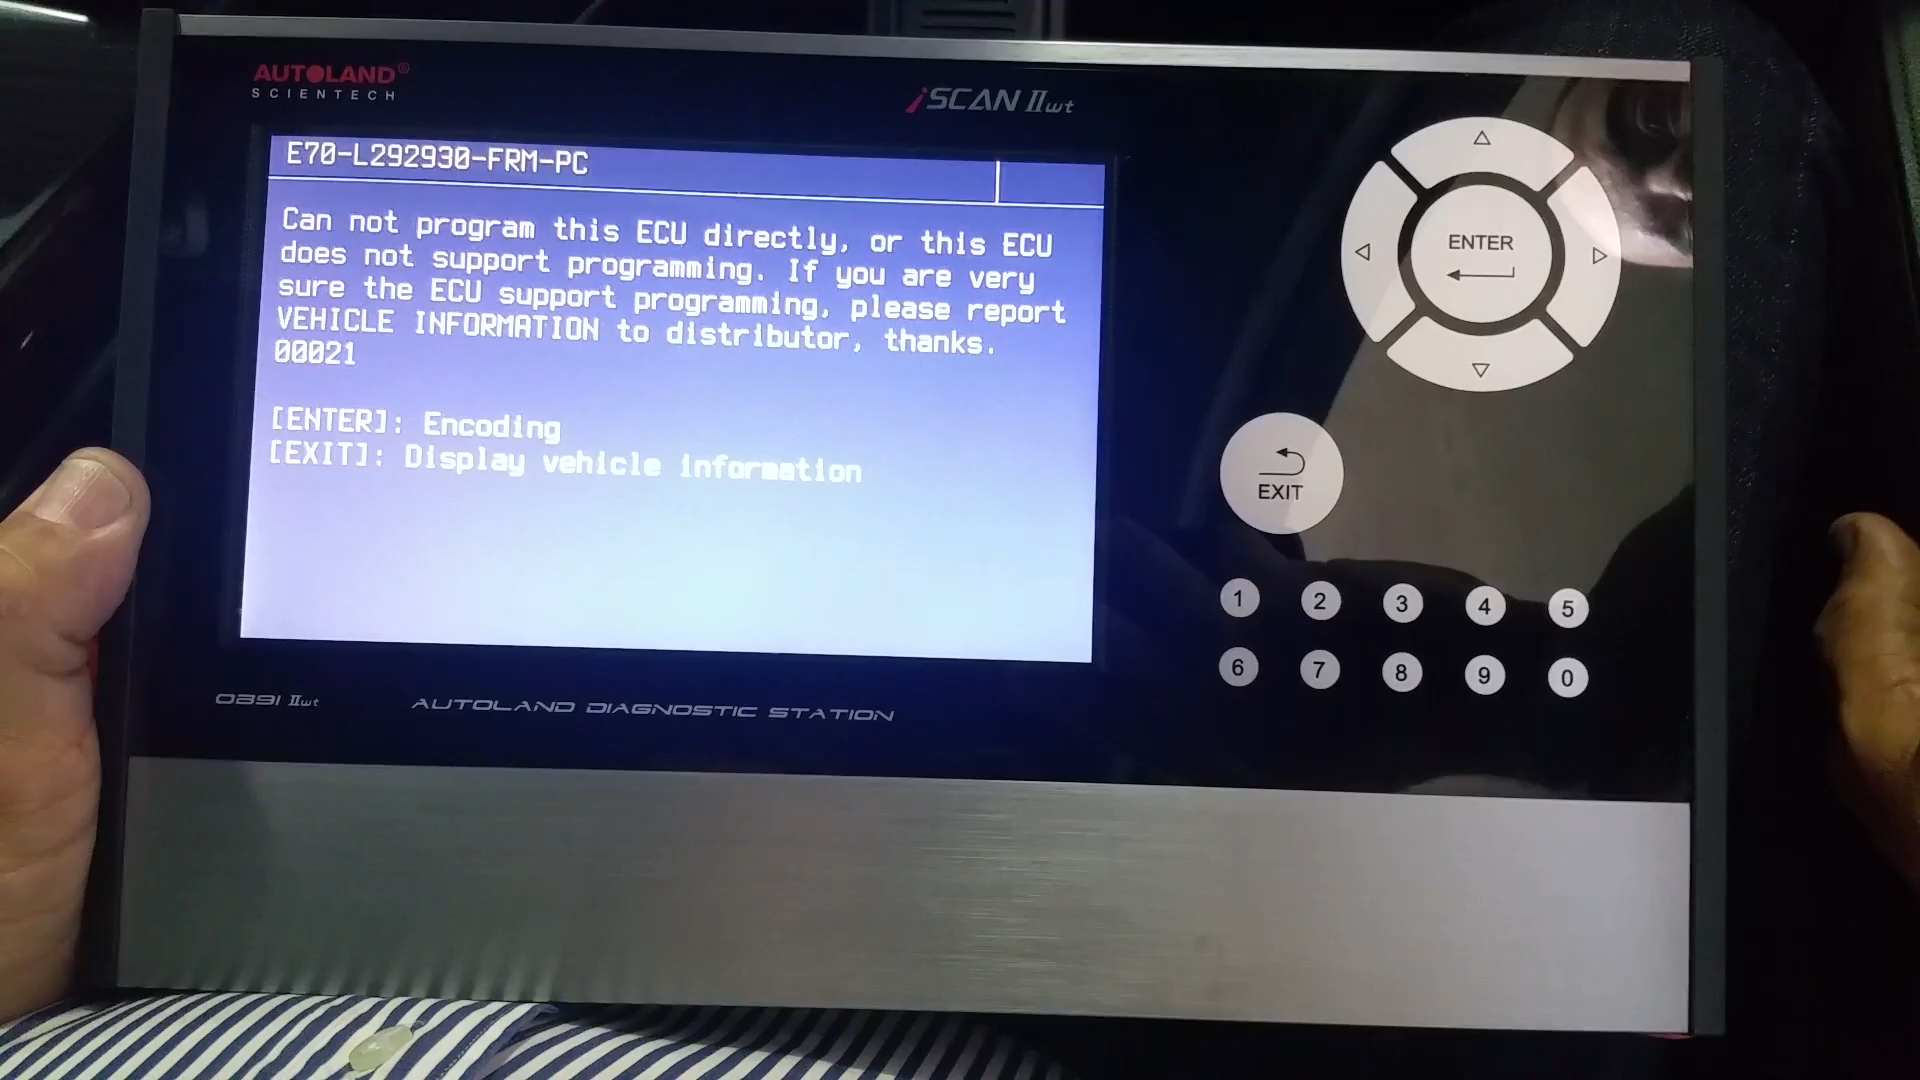 AUTOLAND®
SCIENTECH
iSCAN IIwt
E70-L292930-FRM-PC
Can not program this ECU directly, or this ECU
does not support programming. If you are very
sure the ECU support programming, please report
VEHICLE INFORMATION to distributor, thanks.
00021
[ENTER]: Encoding
[EXIT]: Display vehicle information
ENTER
EXIT
1 2 3 4 5
6 7 8 9 0
OB91 IIwt
AUTOLAND DIAGNOSTIC STATION